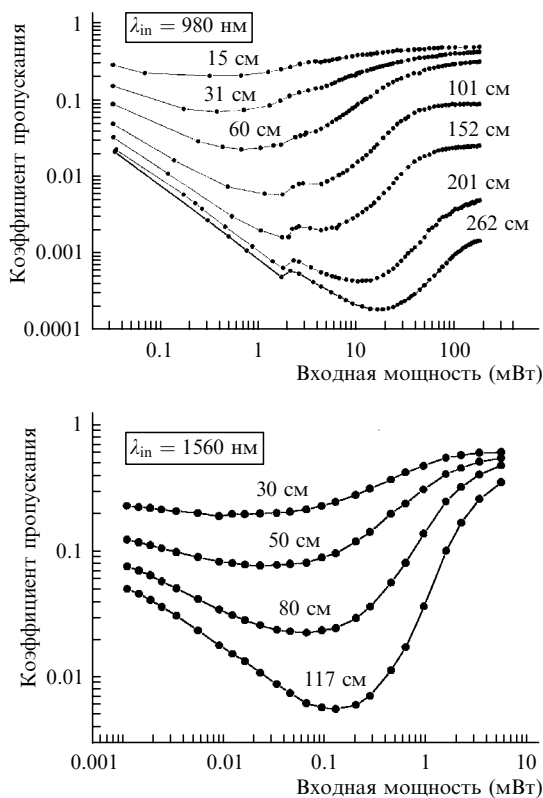 λin = 980 нм
1
0.1
0.01
0.001
0.0001
Коэффициент пропускания
15 см
31 см
60 см
101 см
152 см
201 см
262 см
0.1 1 10 100
Входная мощность (мВт)
λin = 1560 нм
1
0.1
0.01
Коэффициент пропускания
30 см
50 см
80 см
117 см
0.001 0.01 0.1 1 10
Входная мощность (мВт)